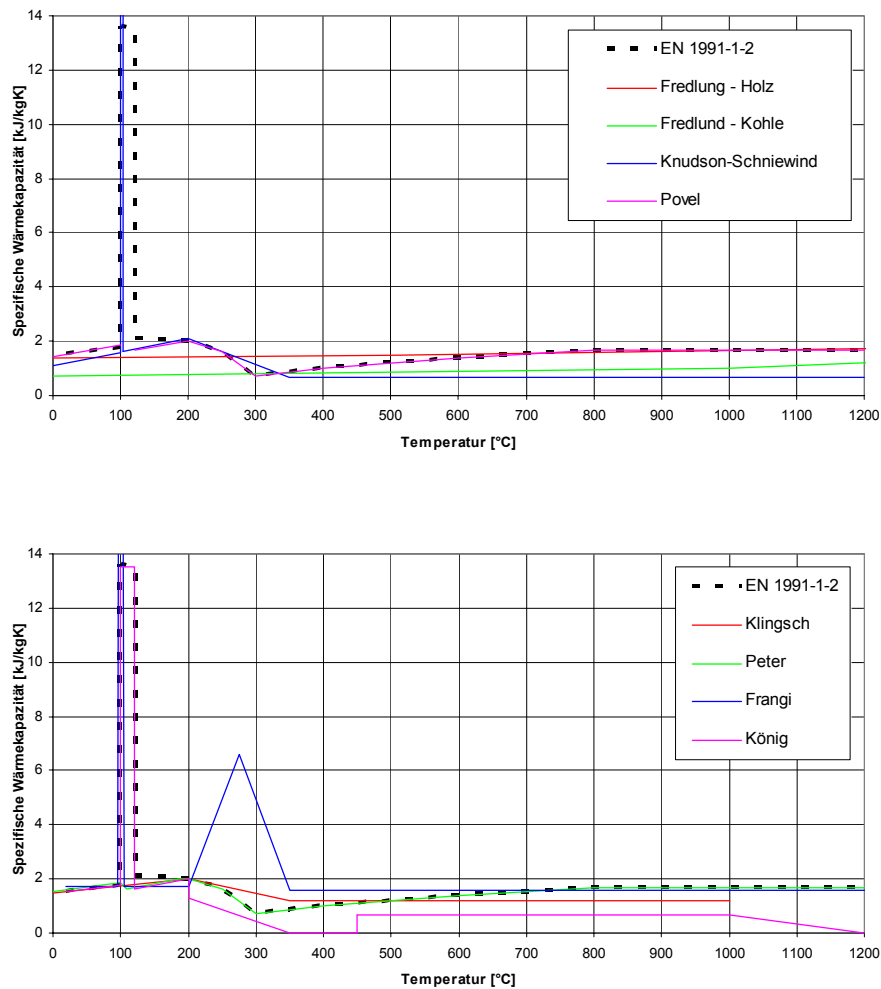 Spezifische Wärmekapazität [kJ/kgK]
14
12
10
8
6
4
2
0
EN 1991-1-2
Fredlung - Holz
Fredlund - Kohle
Knudson-Schniewind
Povel
0 100 200 300 400 500 600 700 800 900 1000 1100 1200
Temperatur [°C]
Spezifische Wärmekapazität [kJ/kgK]
14
12
10
8
6
4
2
0
EN 1991-1-2
Klingsch
Peter
Frangi
König
0 100 200 300 400 500 600 700 800 900 1000 1100 1200
Temperatur [°C]